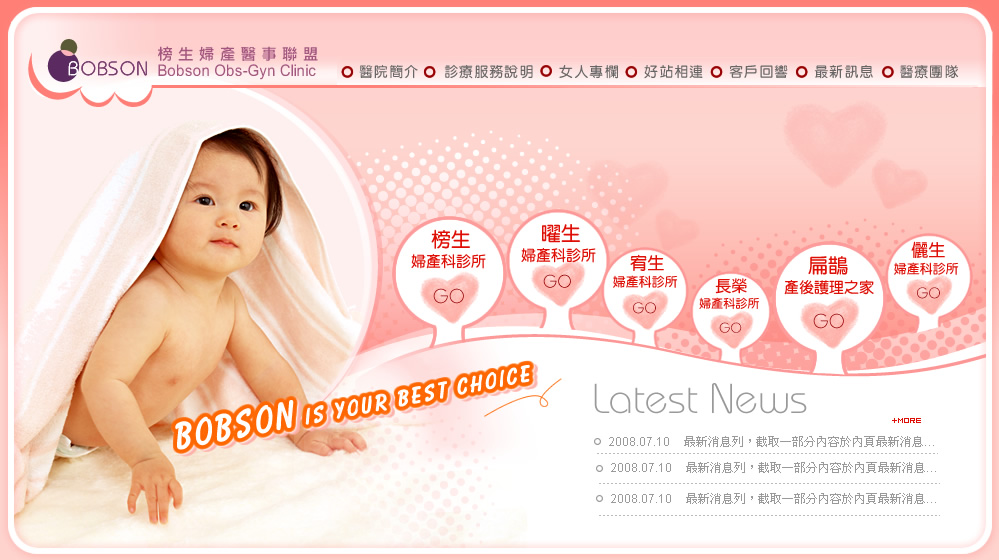 BOBSON
榜生婦產醫事聯盟
Bobson Obs-Gyn Clinic
醫院簡介 診療服務說明 女人專欄 好站相連 客戶回響 最新訊息 醫療團隊
榜生
婦產科診所
GO
曜生
婦產科診所
GO
宥生
婦產科診所
GO
長榮
婦產科診所
GO
扁鵲
產後護理之家
GO
儷生
婦產科診所
GO
BOBSON IS YOUR BEST CHOICE
Latest News
+MORE
2008.07.10 最新消息列，截取一部分內容於內頁最新消息...
2008.07.10 最新消息列，截取一部分內容於內頁最新消息...
2008.07.10 最新消息列，截取一部分內容於內頁最新消息...